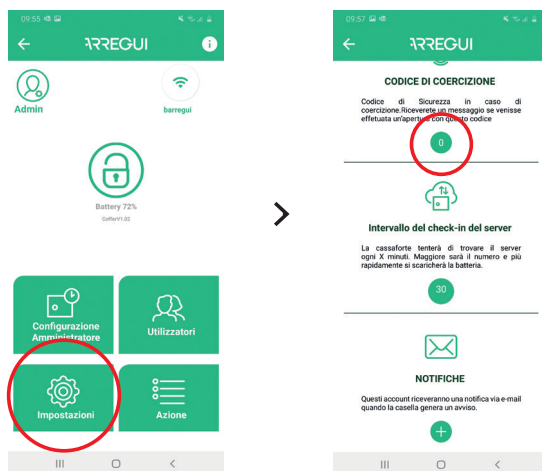 09:55
ARREGUI
i
Admin
barregui
Battery 72%
CofferV1.02
Configurazione
Amministratore
Utilizzatori
Impostazioni
Azione
>
09:57
ARREGUI
CODICE DI COERCIZIONE
Codice di Sicurezza in caso di
coercizione.Riceverete un messaggio se venisse
effetuata un'apertura con questo codice
0
Intervallo del check-in del server
La cassaforte tenterà di trovare il server
ogni X minuti. Maggiore sarà il numero e più
rapidamente si scaricherà la batteria.
30
NOTIFICHE
Questi account riceveranno una notifica via e-mail
quando la casella genera un avviso.
+